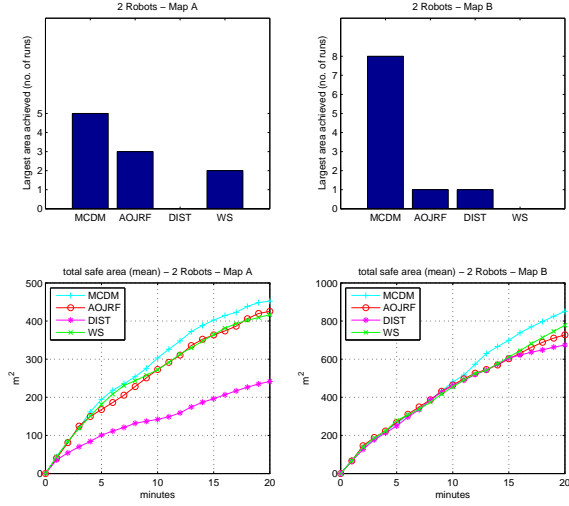 2 Robots – Map A
Largest area achieved (no. of runs)
5
4
3
2
1
0
MCDM AOJRF DIST WS
2 Robots – Map B
Largest area achieved (no. of runs)
8
7
6
5
4
3
2
1
0
MCDM AOJRF DIST WS
total safe area (mean) – 2 Robots – Map A
m²
500
400
300
200
100
0
MCDM
AOJRF
DIST
WS
0 5 10 15 20
minutes
total safe area (mean) – 2 Robots – Map B
m²
1000
800
600
400
200
0
MCDM
AOJRF
DIST
WS
0 5 10 15 20
minutes